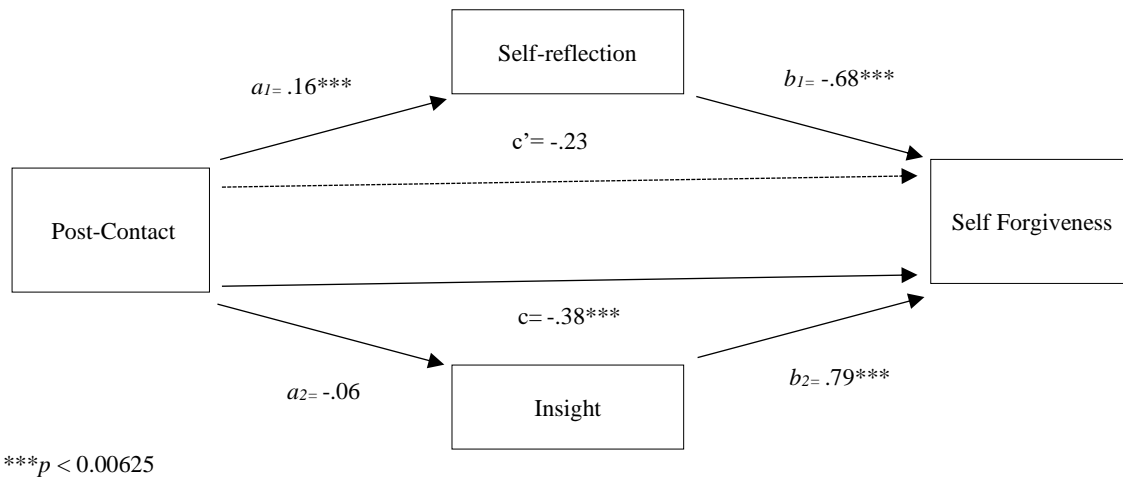 Self-reflection
a1= .16***
b1= -.68***
c’= -.23
Post-Contact
Self Forgiveness
c= -.38***
a2= -.06
b2= .79***
Insight
***p < 0.00625